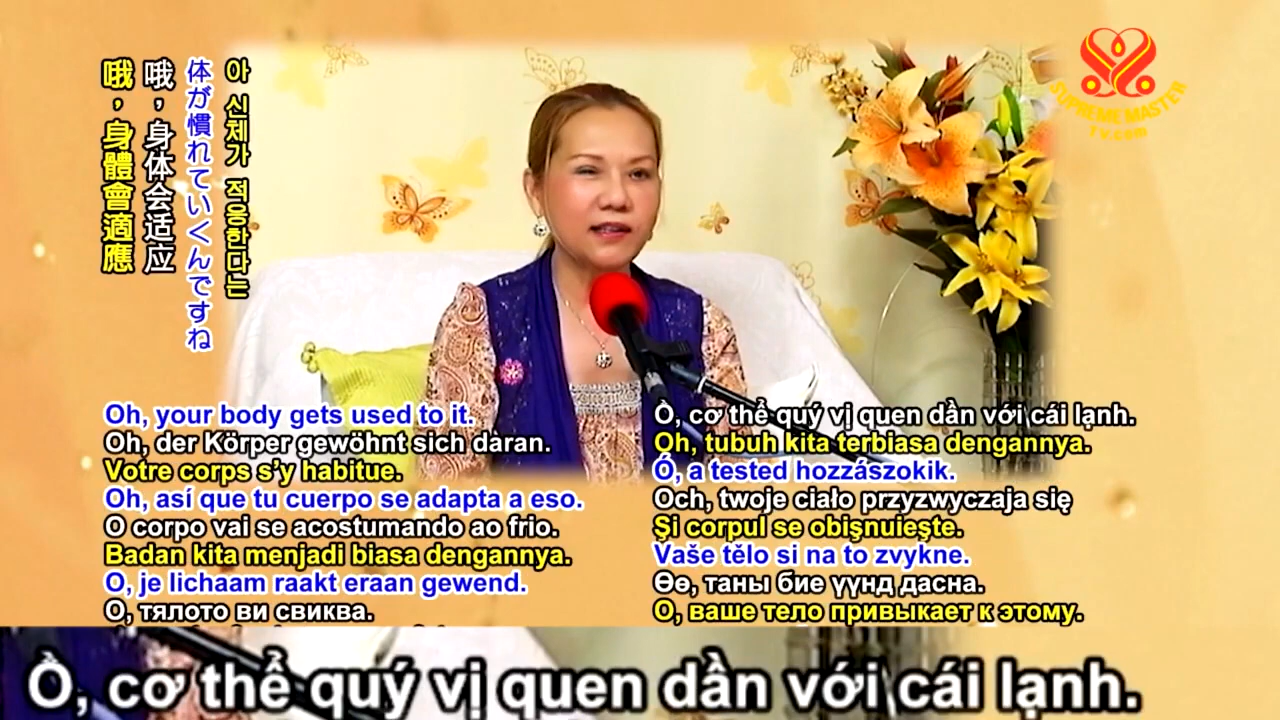 哦，身體會適應
哦，身体会适应
体が慣れていくんですね
아 신체가 적응한다는
SUPREME MASTER
TV.com
Oh, your body gets used to it.
Oh, der Körper gewöhnt sich daran.
Votre corps s'y habitue.
Oh, así que tu cuerpo se adapta a eso.
O corpo vai se acostumando ao frio.
Badan kita menjadi biasa dengannya.
O, je lichaam raakt eraan gewend.
О, тялото ви свиква.
Ồ, cơ thể quý vị quen dần với cái lạnh.
Oh, tubuh kita terbiasa dengannya.
Ó, a tested hozzászokik.
Och, twoje ciało przyzwyczaja się
Şi corpul se obişnuieşte.
Vaše tělo si na to zvykne.
Өө, таны бие үүнд дасна.
О, ваше тело привыкает к этому.
Ồ, cơ thể quý vị quen dần với cái lạnh.